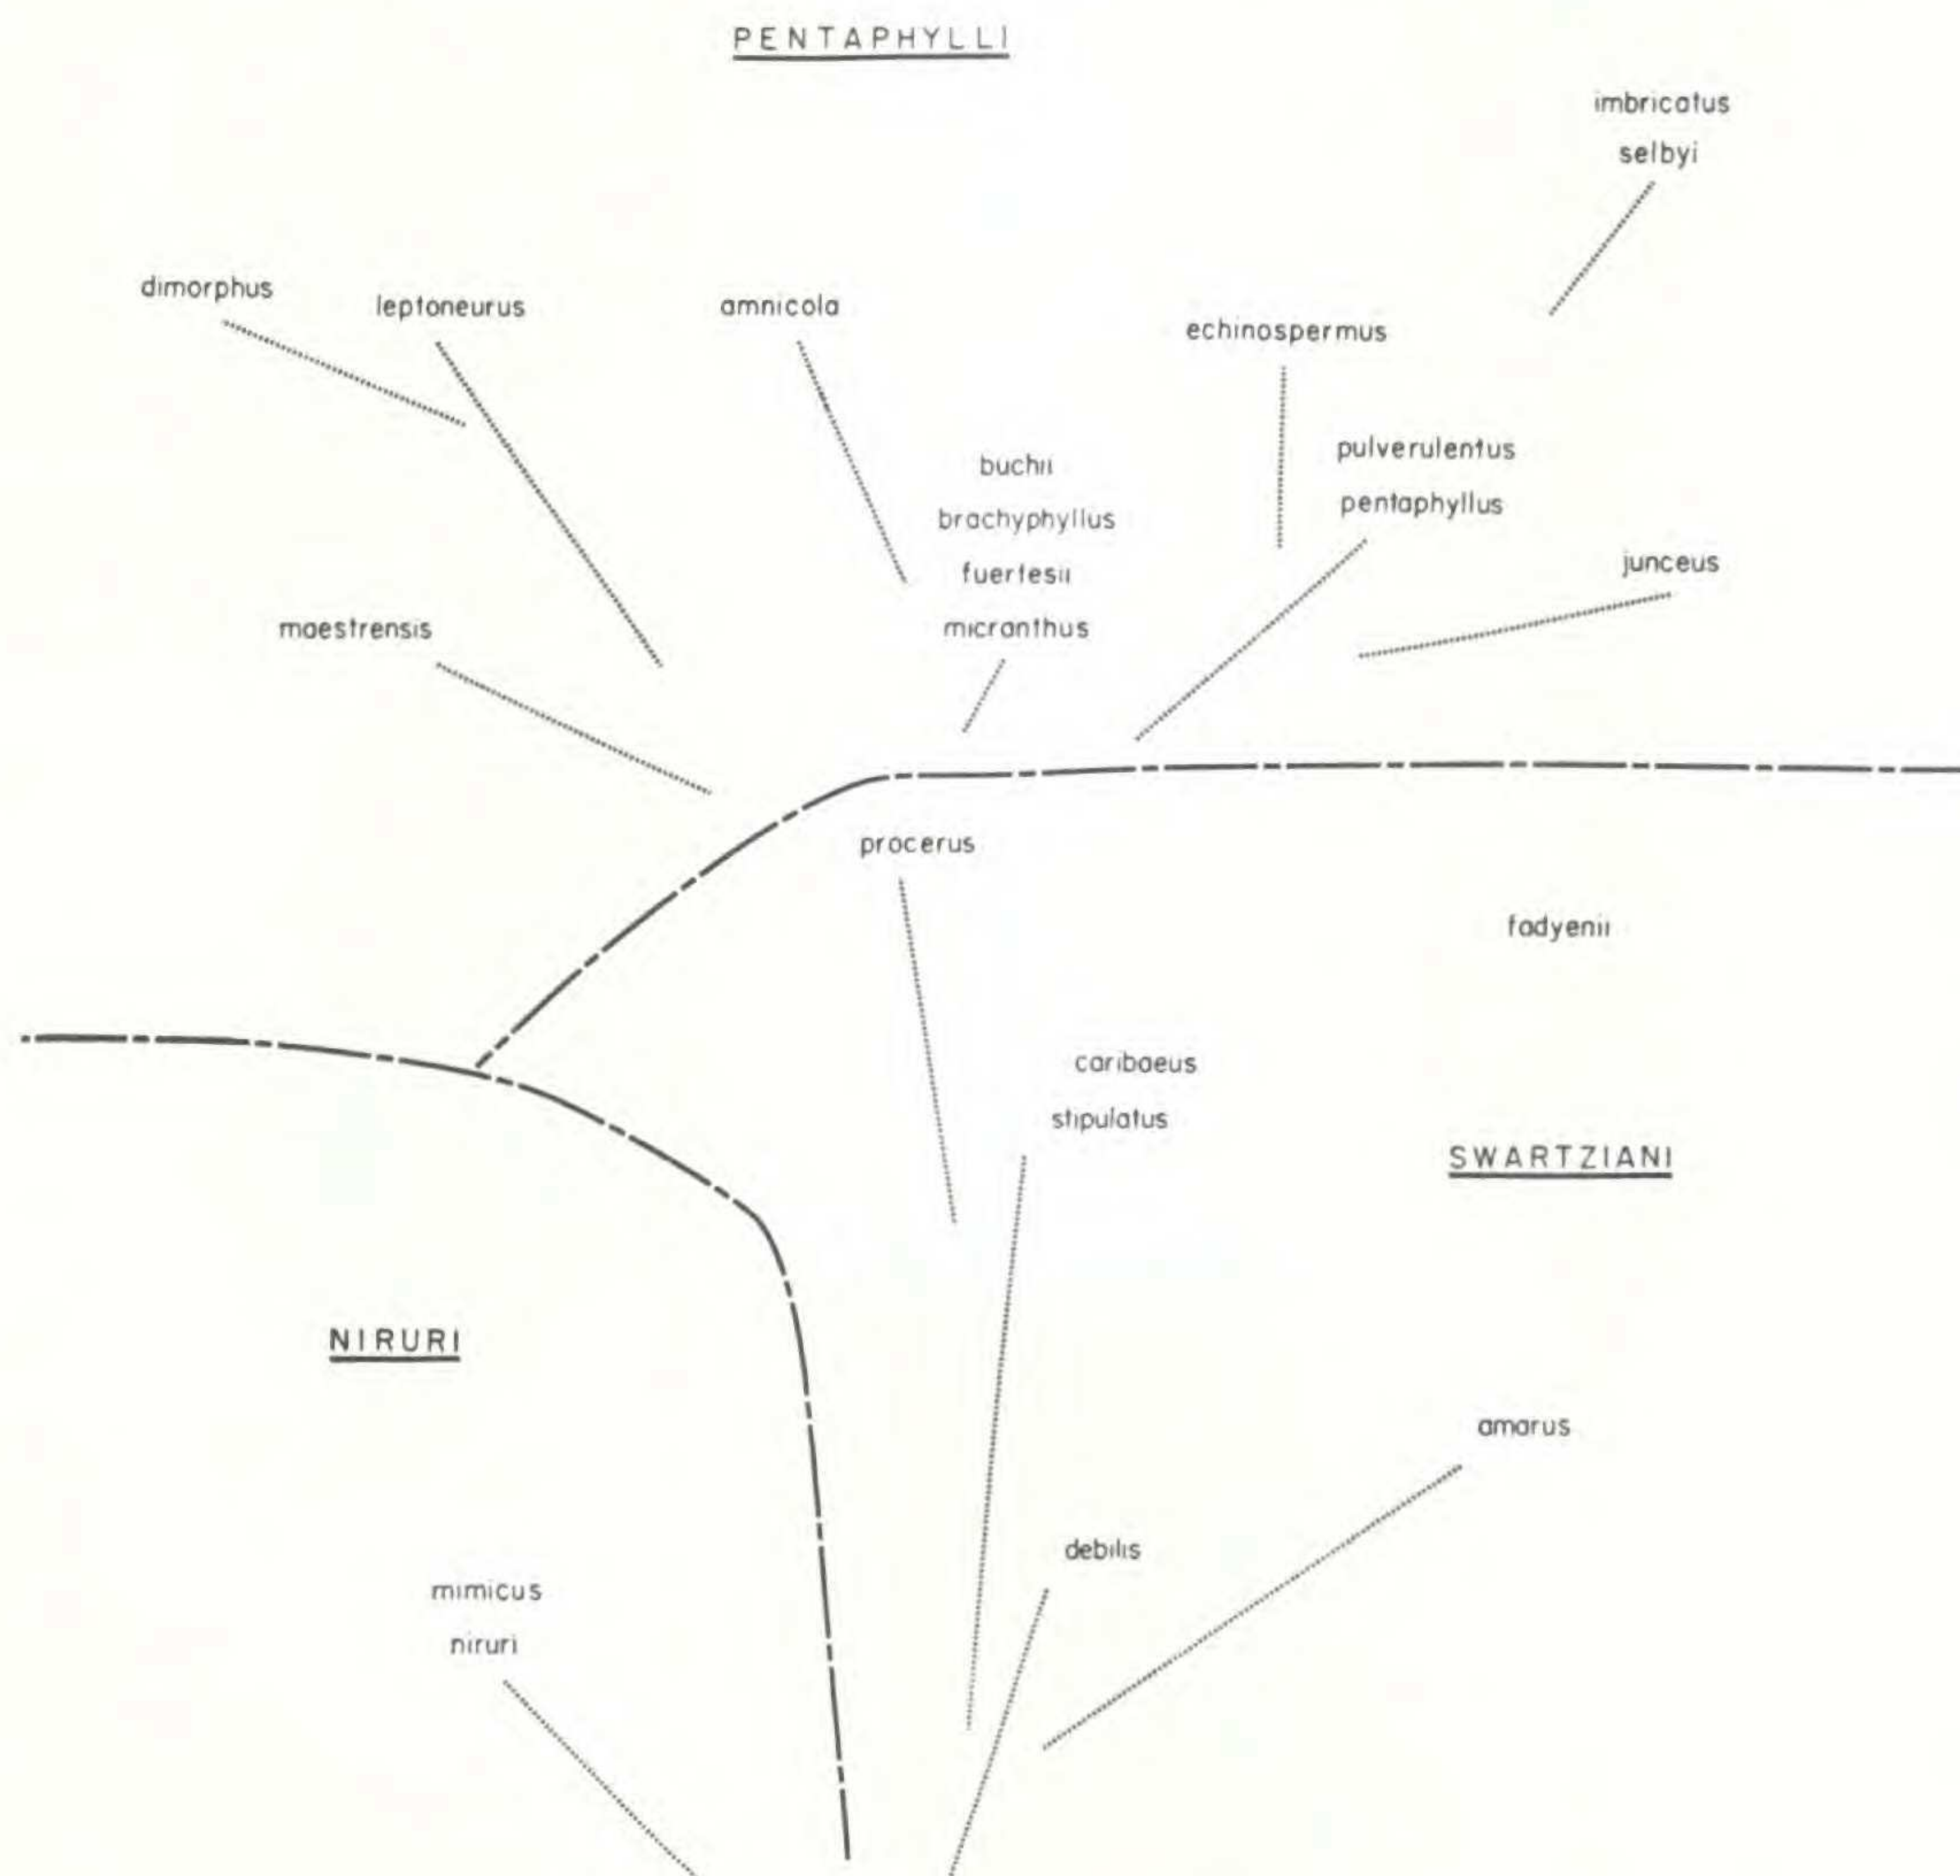 PENTAPHYLLI
imbricatus
selbyi
dimorphus
leptoneurus
amnicola
echinospermus
pulverulentus
pentaphyllus
buchii
brachyphyllus
fuertesii
micranthus
junceus
maestrensis
procerus
fadyenii
caribaeus
stipulatus
SWARTZIANI
NIRURI
amarus
debilis
mimicus
niruri